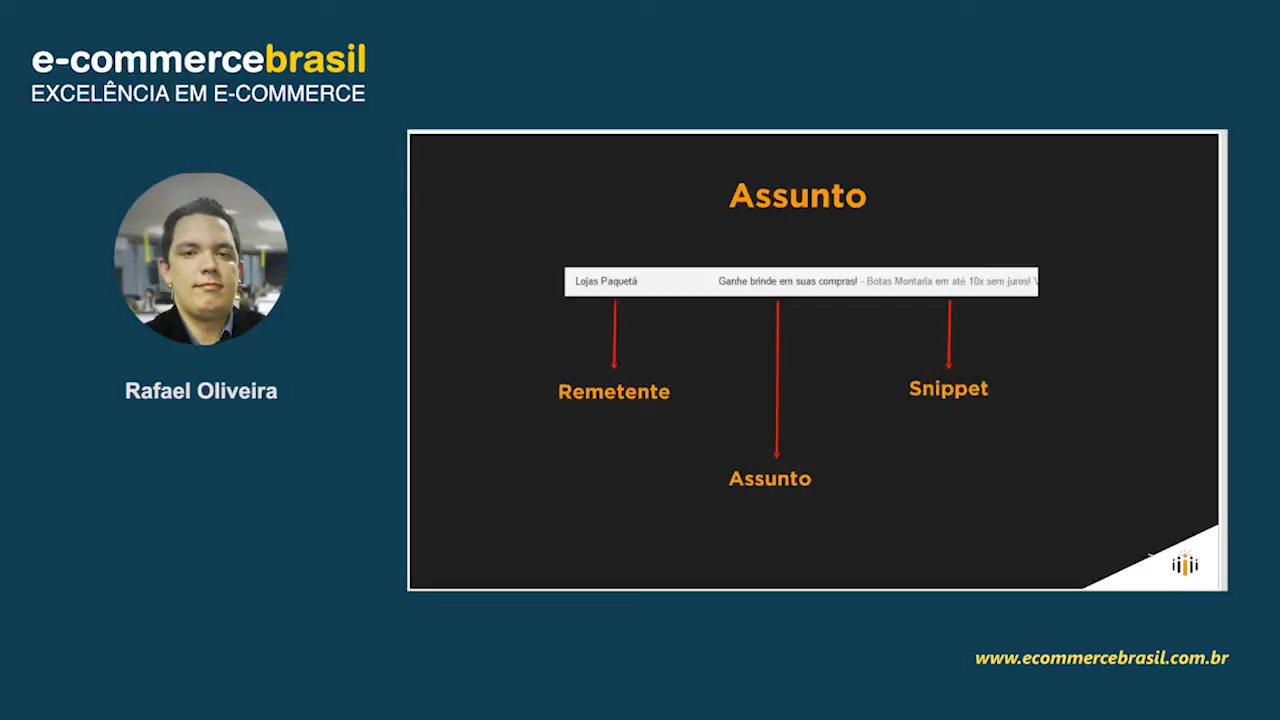 e-commercebrasil
EXCELÊNCIA EM E-COMMERCE
Rafael Oliveira
Assunto
Lojas Paquetá Ganhe brinde em suas compras! - Botas Montaria em até 10x sem juros!
Remetente
Snippet
Assunto
www.ecommercebrasil.com.br